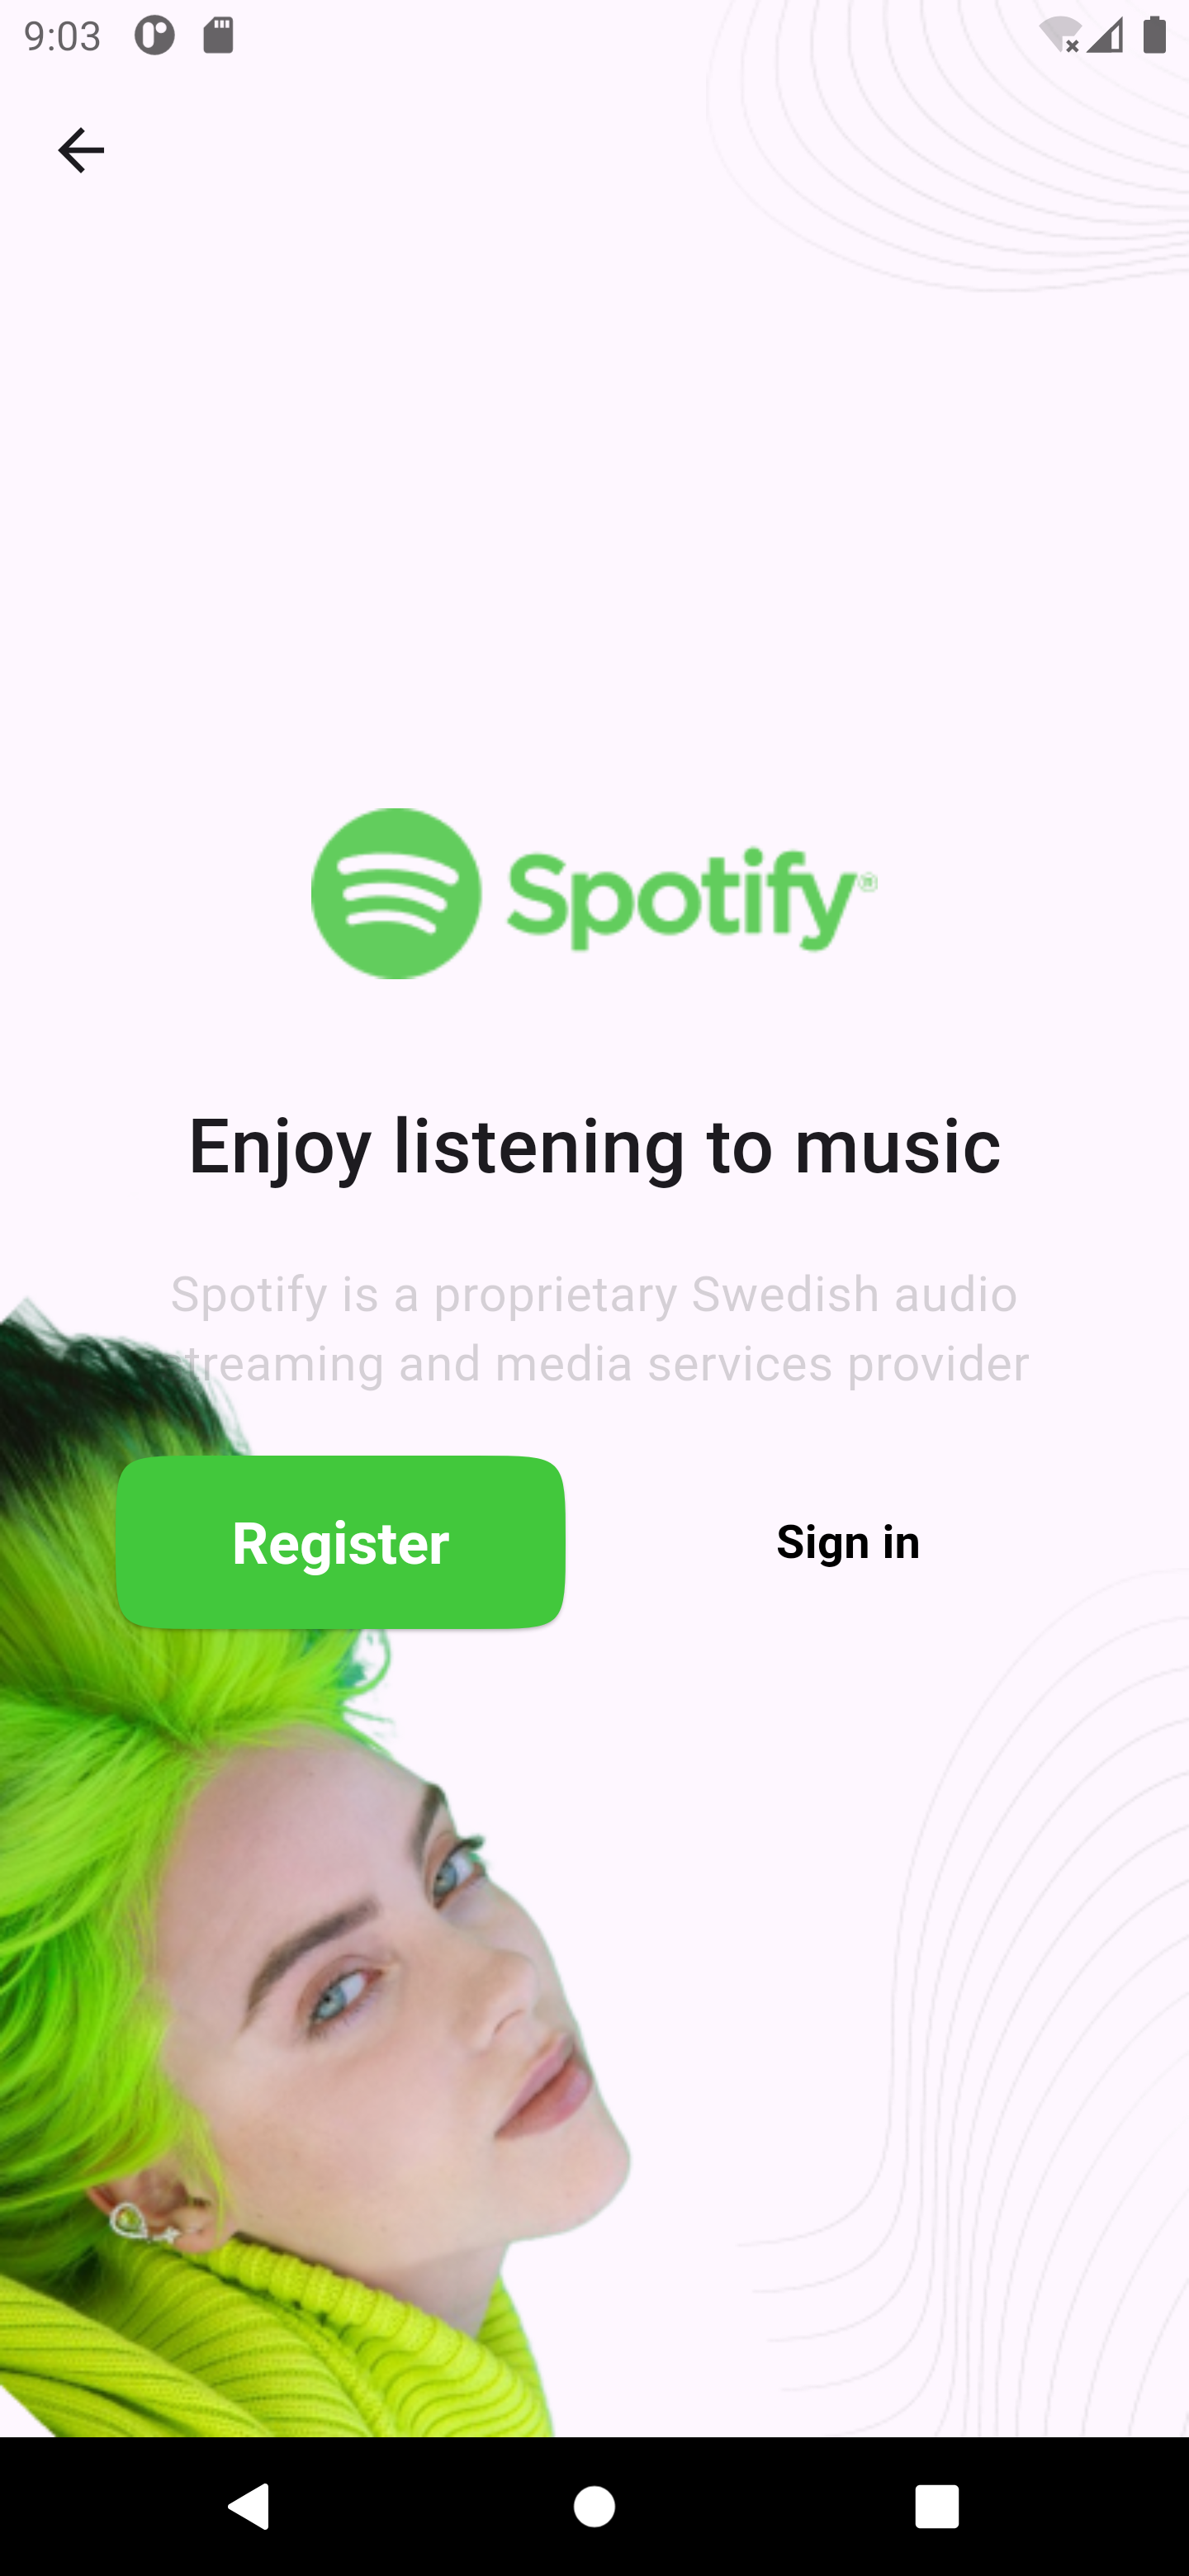 9:03
Spotify
Enjoy listening to music
Spotify is a proprietary Swedish audio
streaming and media services provider
Register
Sign in